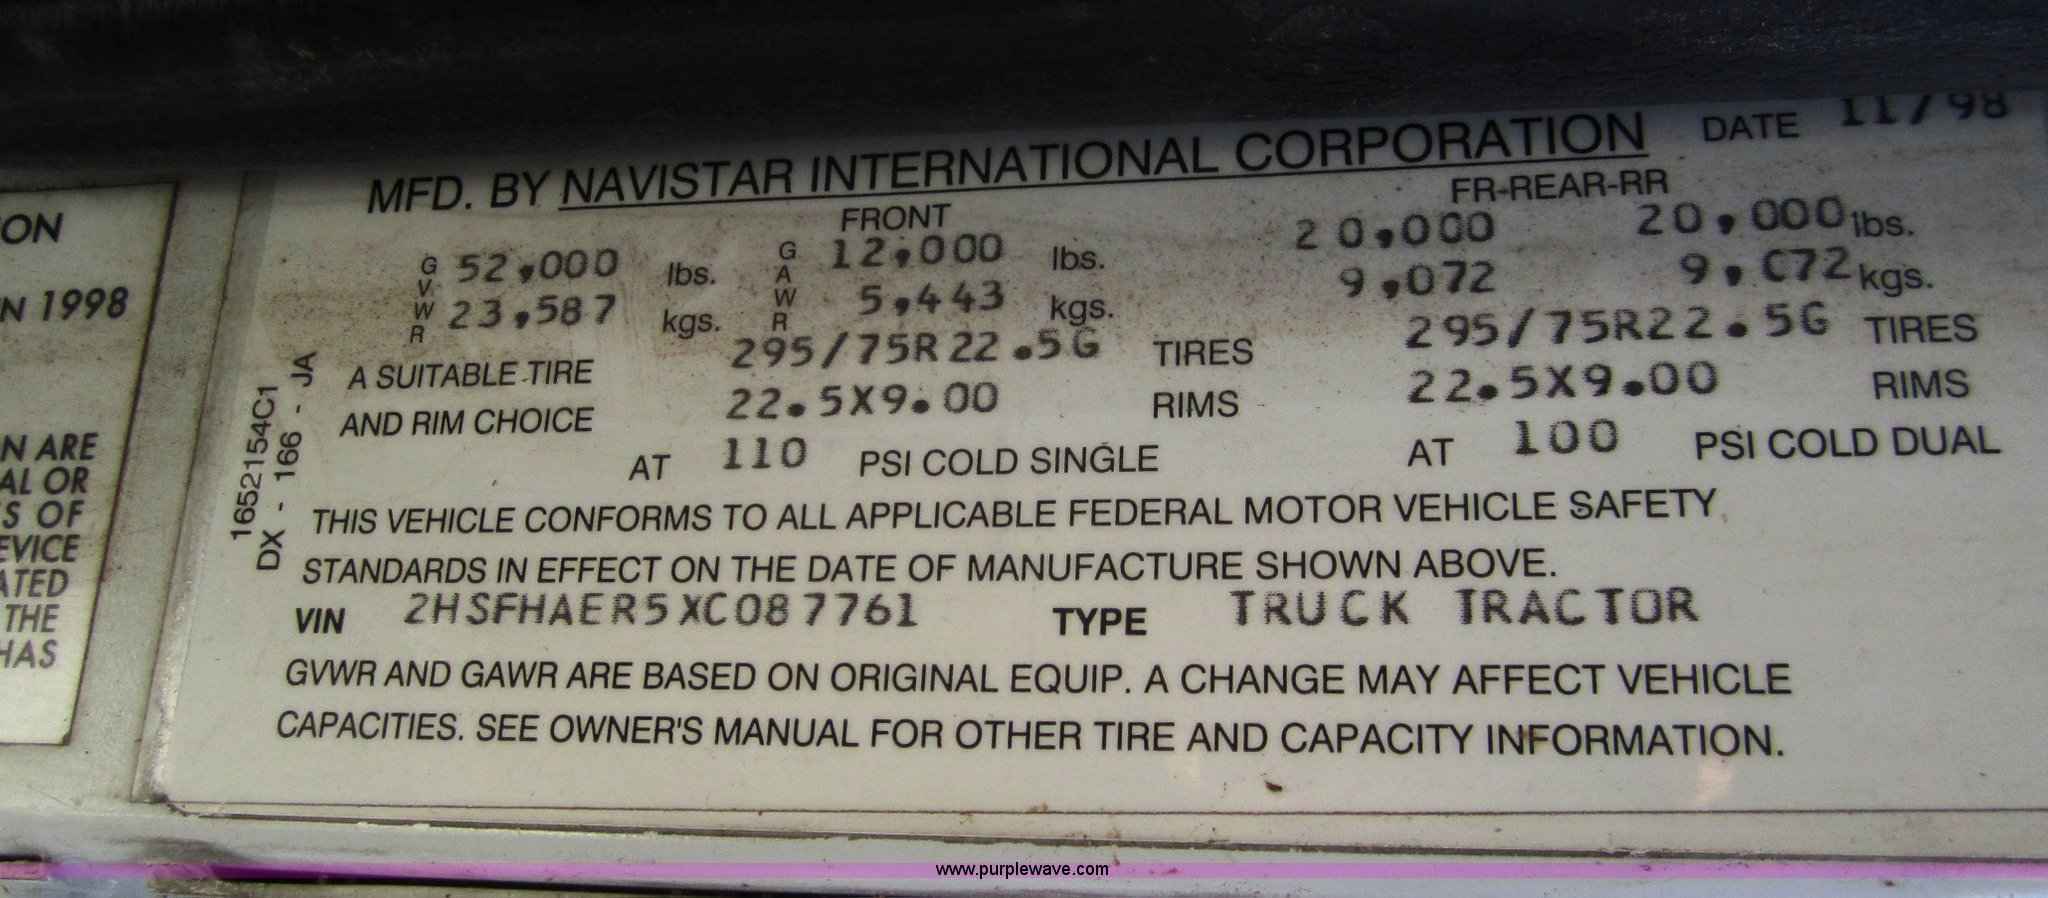 MFD. BY NAVISTAR INTERNATIONAL CORPORATION DATE 11/98
FRONT FR-REAR-RR
GVWR 52,000 lbs. GAWR 12,000 lbs. 20,000 20,000 lbs.
23,587 kgs. 5,443 kgs. 9,072 9,C72 kgs.
A SUITABLE TIRE 295/75R22.5G TIRES 295/75R22.5G TIRES
AND RIM CHOICE 22.5X9.00 RIMS 22.5X9.00 RIMS
AT 110 PSI COLD SINGLE AT 100 PSI COLD DUAL
THIS VEHICLE CONFORMS TO ALL APPLICABLE FEDERAL MOTOR VEHICLE SAFETY
STANDARDS IN EFFECT ON THE DATE OF MANUFACTURE SHOWN ABOVE.
VIN 2HSFHAER5XC087761 TYPE TRUCK TRACTOR
GVWR AND GAWR ARE BASED ON ORIGINAL EQUIP. A CHANGE MAY AFFECT VEHICLE
CAPACITIES. SEE OWNER'S MANUAL FOR OTHER TIRE AND CAPACITY INFORMATION.
1652154C1
DX - 166 - JA
ON
N 1998
N ARE
AL OR
S OF
EVICE
ATED
THE
HAS
www.purplewave.com